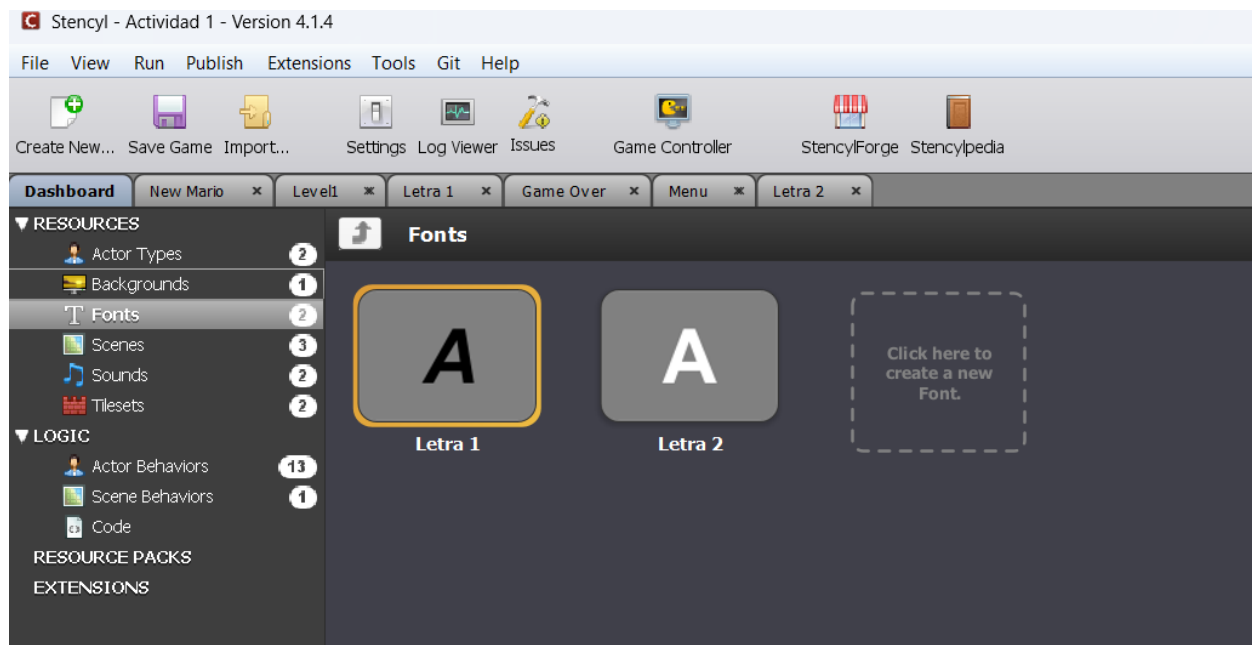 Stencyl - Actividad 1 - Version 4.1.4
File View Run Publish Extensions Tools Git Help
Create New... Save Game Import... Settings Log Viewer Issues Game Controller StencylForge Stencylpedia
Dashboard New Mario Level1 Letra 1 Game Over Menu Letra 2
RESOURCES
Actor Types 2
Backgrounds 1
Fonts 2
Scenes 3
Sounds 2
Tilesets 2
LOGIC
Actor Behaviors 13
Scene Behaviors 1
Code
RESOURCE PACKS
EXTENSIONS
Fonts
A
Letra 1
A
Letra 2
Click here to
create a new
Font.